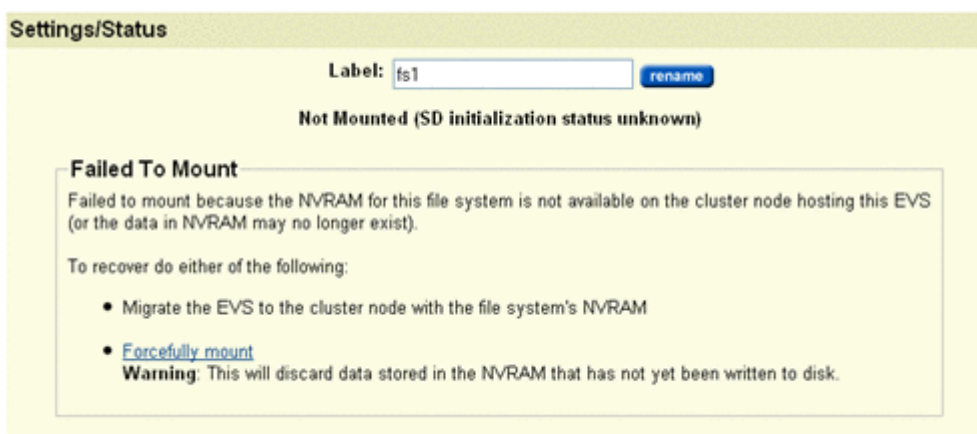 Settings/Status
Label: fs1 rename
Not Mounted (SD initialization status unknown)
Failed To Mount
Failed to mount because the NVRAM for this file system is not available on the cluster node hosting this EVS
(or the data in NVRAM may no longer exist).
To recover do either of the following:
• Migrate the EVS to the cluster node with the file system's NVRAM
• Forcefully mount
Warning: This will discard data stored in the NVRAM that has not yet been written to disk.